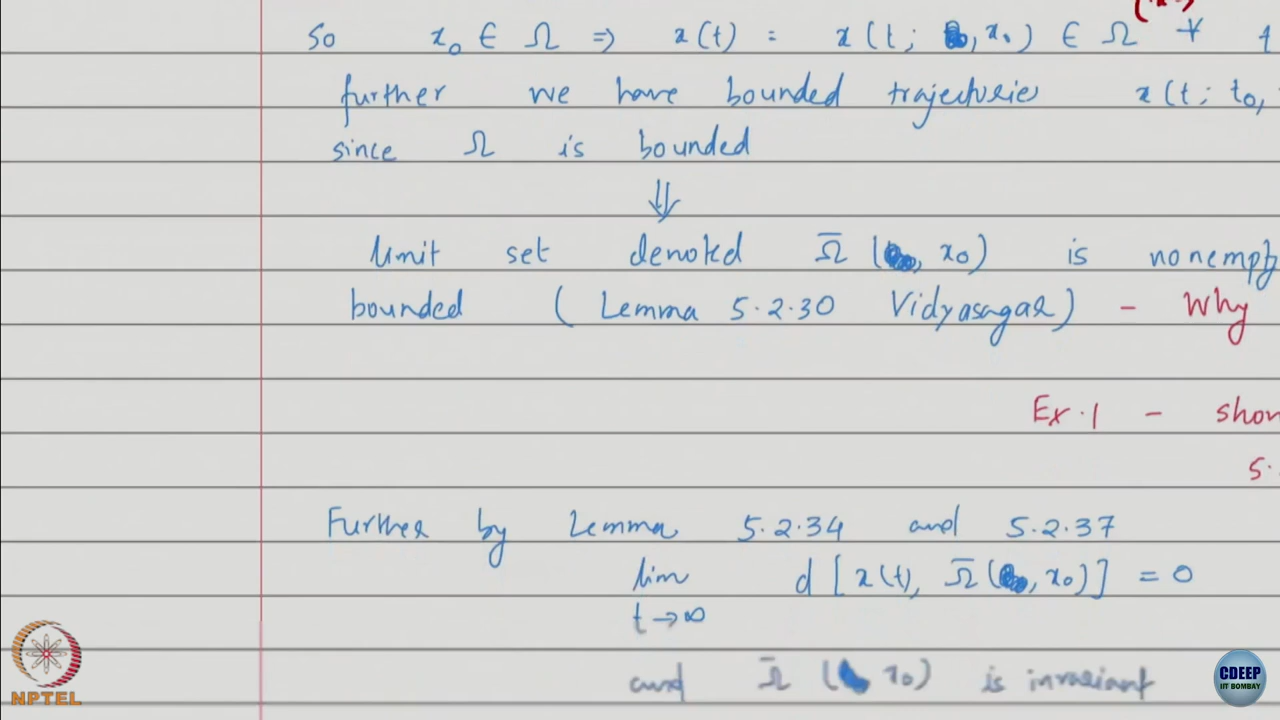 So x₀ ∈ Ω ⇒ x(t) = x(t; , x₀) ∈ Ω ∀
further we have bounded trajectories x(t; t₀,
since Ω is bounded
⇓
limit set denoted Ω̄ ( , x₀) is nonempty
bounded ( Lemma 5.2.30 Vidyasagar) - Why
Ex.1 - show
5.
Further by Lemma 5.2.34 and 5.2.37
lim d [ x(t), Ω̄( , x₀)] = 0
t→∞
and Ω̄ ( x₀) is invariant
NPTEL
CDEEP
IIT BOMBAY